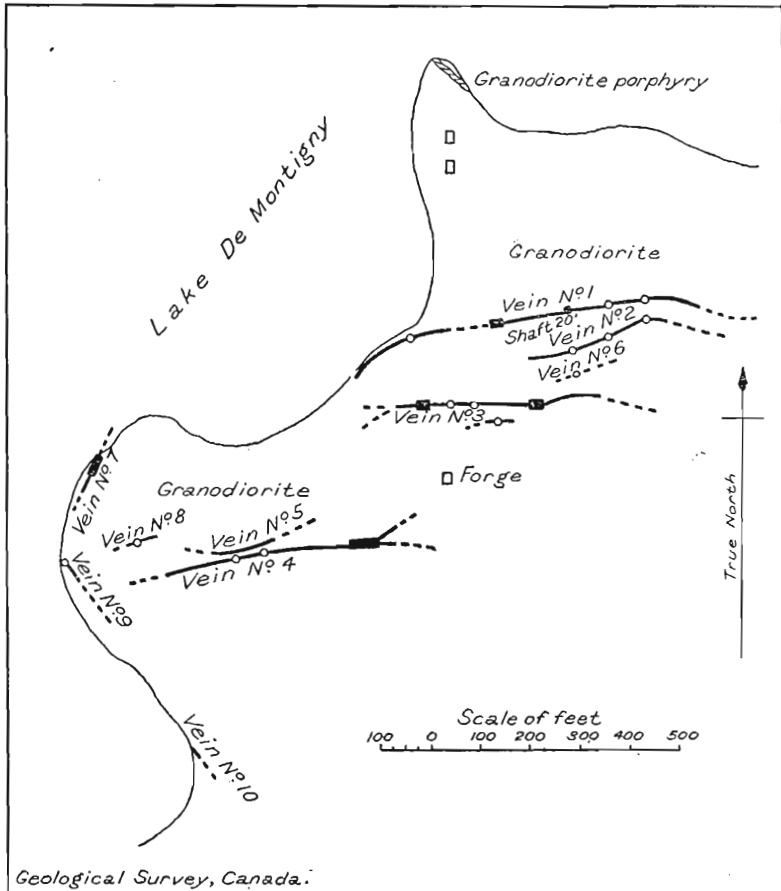 Granodiorite porphyry
Lake De Montigny
Granodiorite
Vein No. 1
Shaft 20'
Vein No. 2
Vein No. 6
Vein No. 3
Vein No. 7
Granodiorite
Forge
Vein No. 8
Vein No. 5
Vein No. 4
Vein No. 9
True North
Vein No. 10
Scale of feet
100 0 100 200 300 400 500
Geological Survey, Canada.